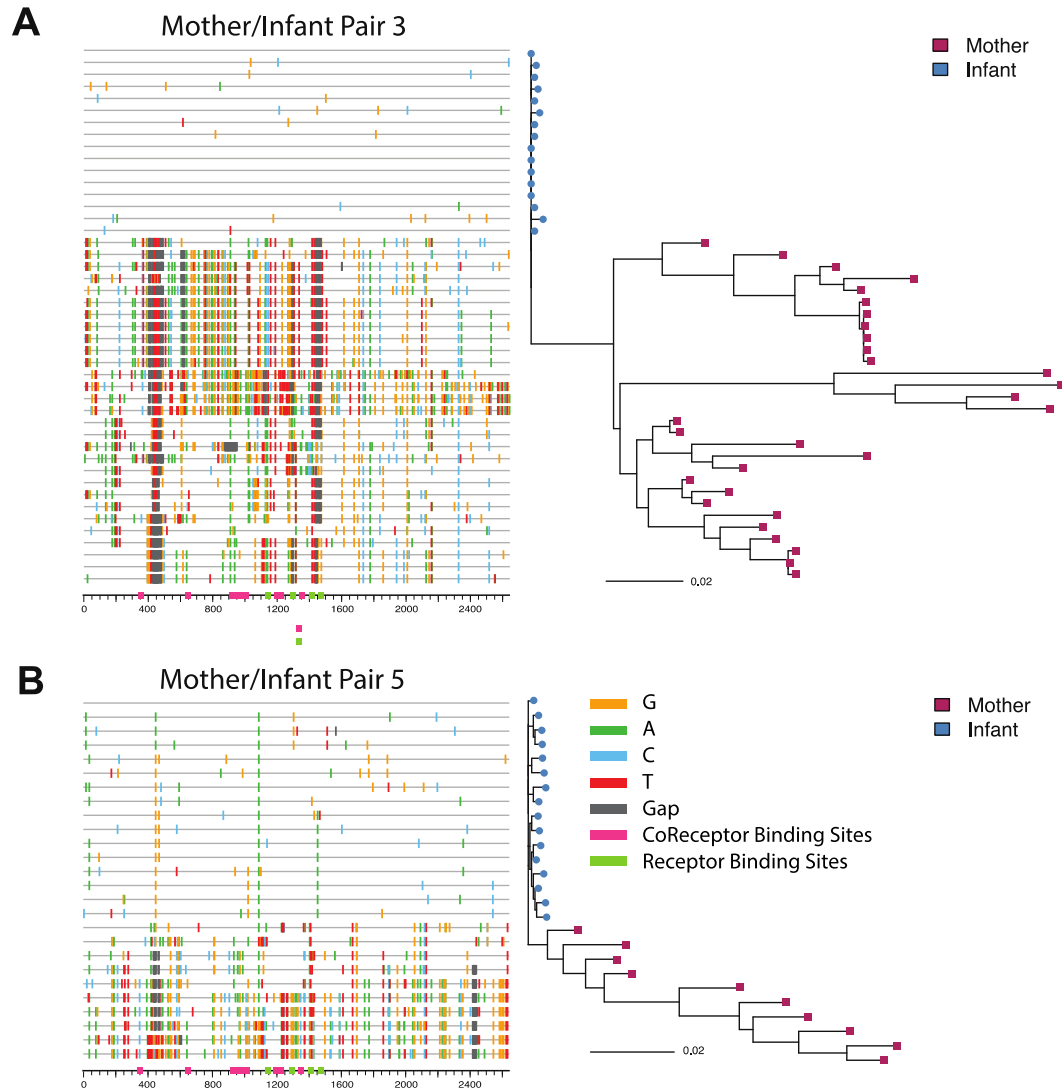 A
Mother/Infant Pair 3
Mother
Infant
0.02
0 400 800 1200 1600 2000 2400
B
Mother/Infant Pair 5
G
A
C
T
Gap
CoReceptor Binding Sites
Receptor Binding Sites
Mother
Infant
0.02
0 400 800 1200 1600 2000 2400